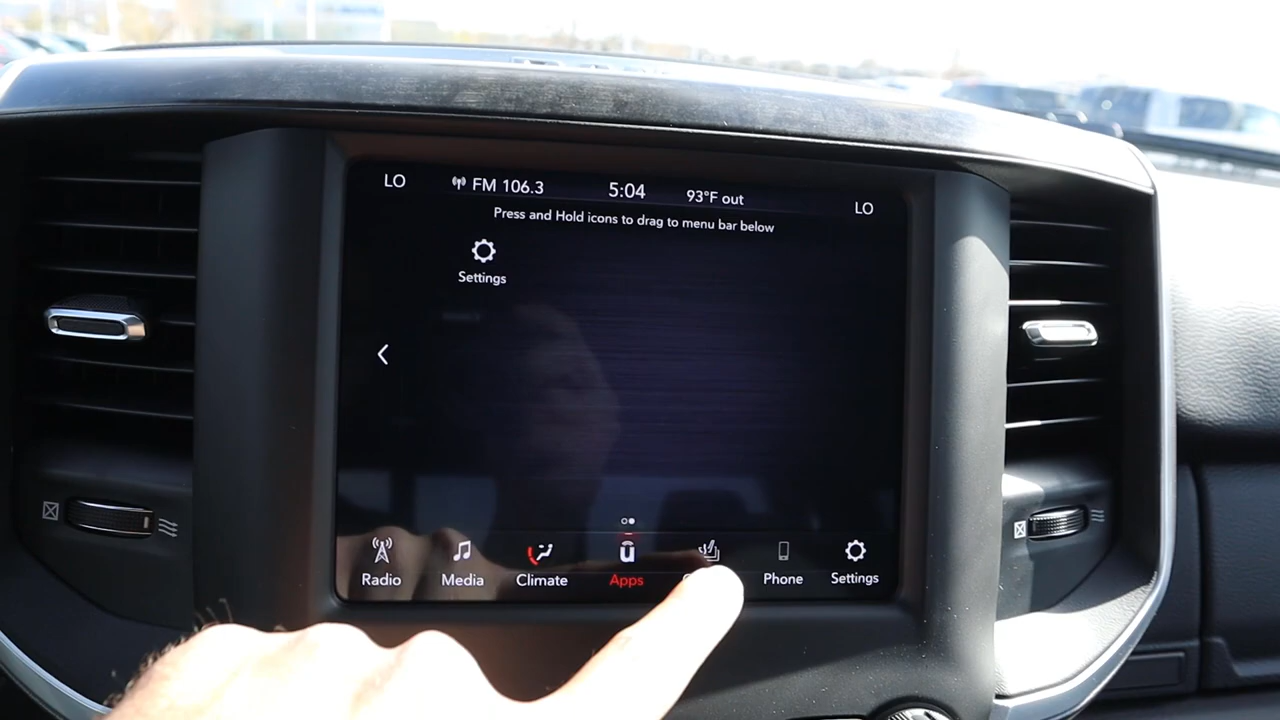 LO
FM 106.3
5:04
93°F out
LO
Press and Hold icons to drag to menu bar below
Settings
Radio
Media
Climate
Apps
Phone
Settings